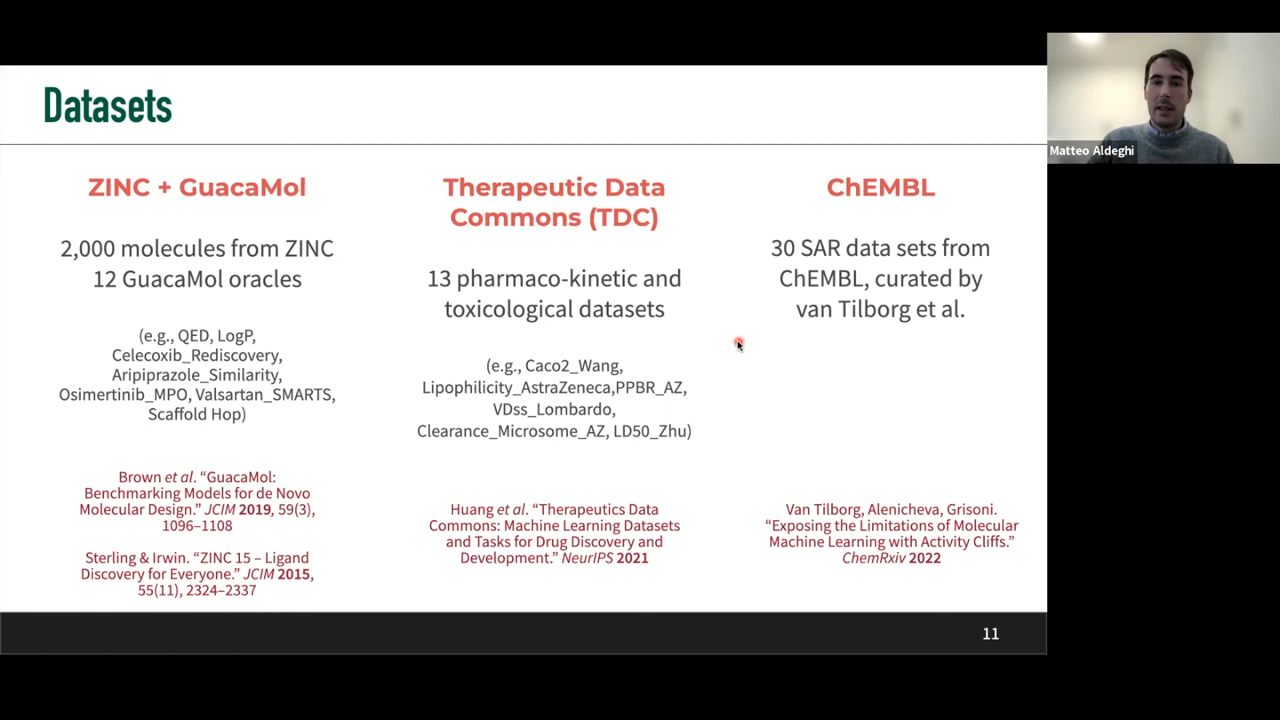 Datasets
ZINC + GuacaMol
2,000 molecules from ZINC
12 GuacaMol oracles
(e.g., QED, LogP,
Celecoxib_Rediscovery,
Aripiprazole_Similarity,
Osimertinib_MPO, Valsartan_SMARTS,
Scaffold Hop)
Brown et al. “GuacaMol:
Benchmarking Models for de Novo
Molecular Design.” JCIM 2019, 59(3),
1096–1108
Sterling & Irwin. “ZINC 15 – Ligand
Discovery for Everyone.” JCIM 2015,
55(11), 2324–2337
Therapeutic Data
Commons (TDC)
13 pharmaco-kinetic and
toxicological datasets
(e.g., Caco2_Wang,
Lipophilicity_AstraZeneca,PPBR_AZ,
VDss_Lombardo,
Clearance_Microsome_AZ, LD50_Zhu)
Huang et al. “Therapeutics Data
Commons: Machine Learning Datasets
and Tasks for Drug Discovery and
Development.” NeurIPS 2021
ChEMBL
30 SAR data sets from
ChEMBL, curated by
van Tilborg et al.
Van Tilborg, Alenicheva, Grisoni.
“Exposing the Limitations of Molecular
Machine Learning with Activity Cliffs.”
ChemRxiv 2022
11
Matteo Aldeghi